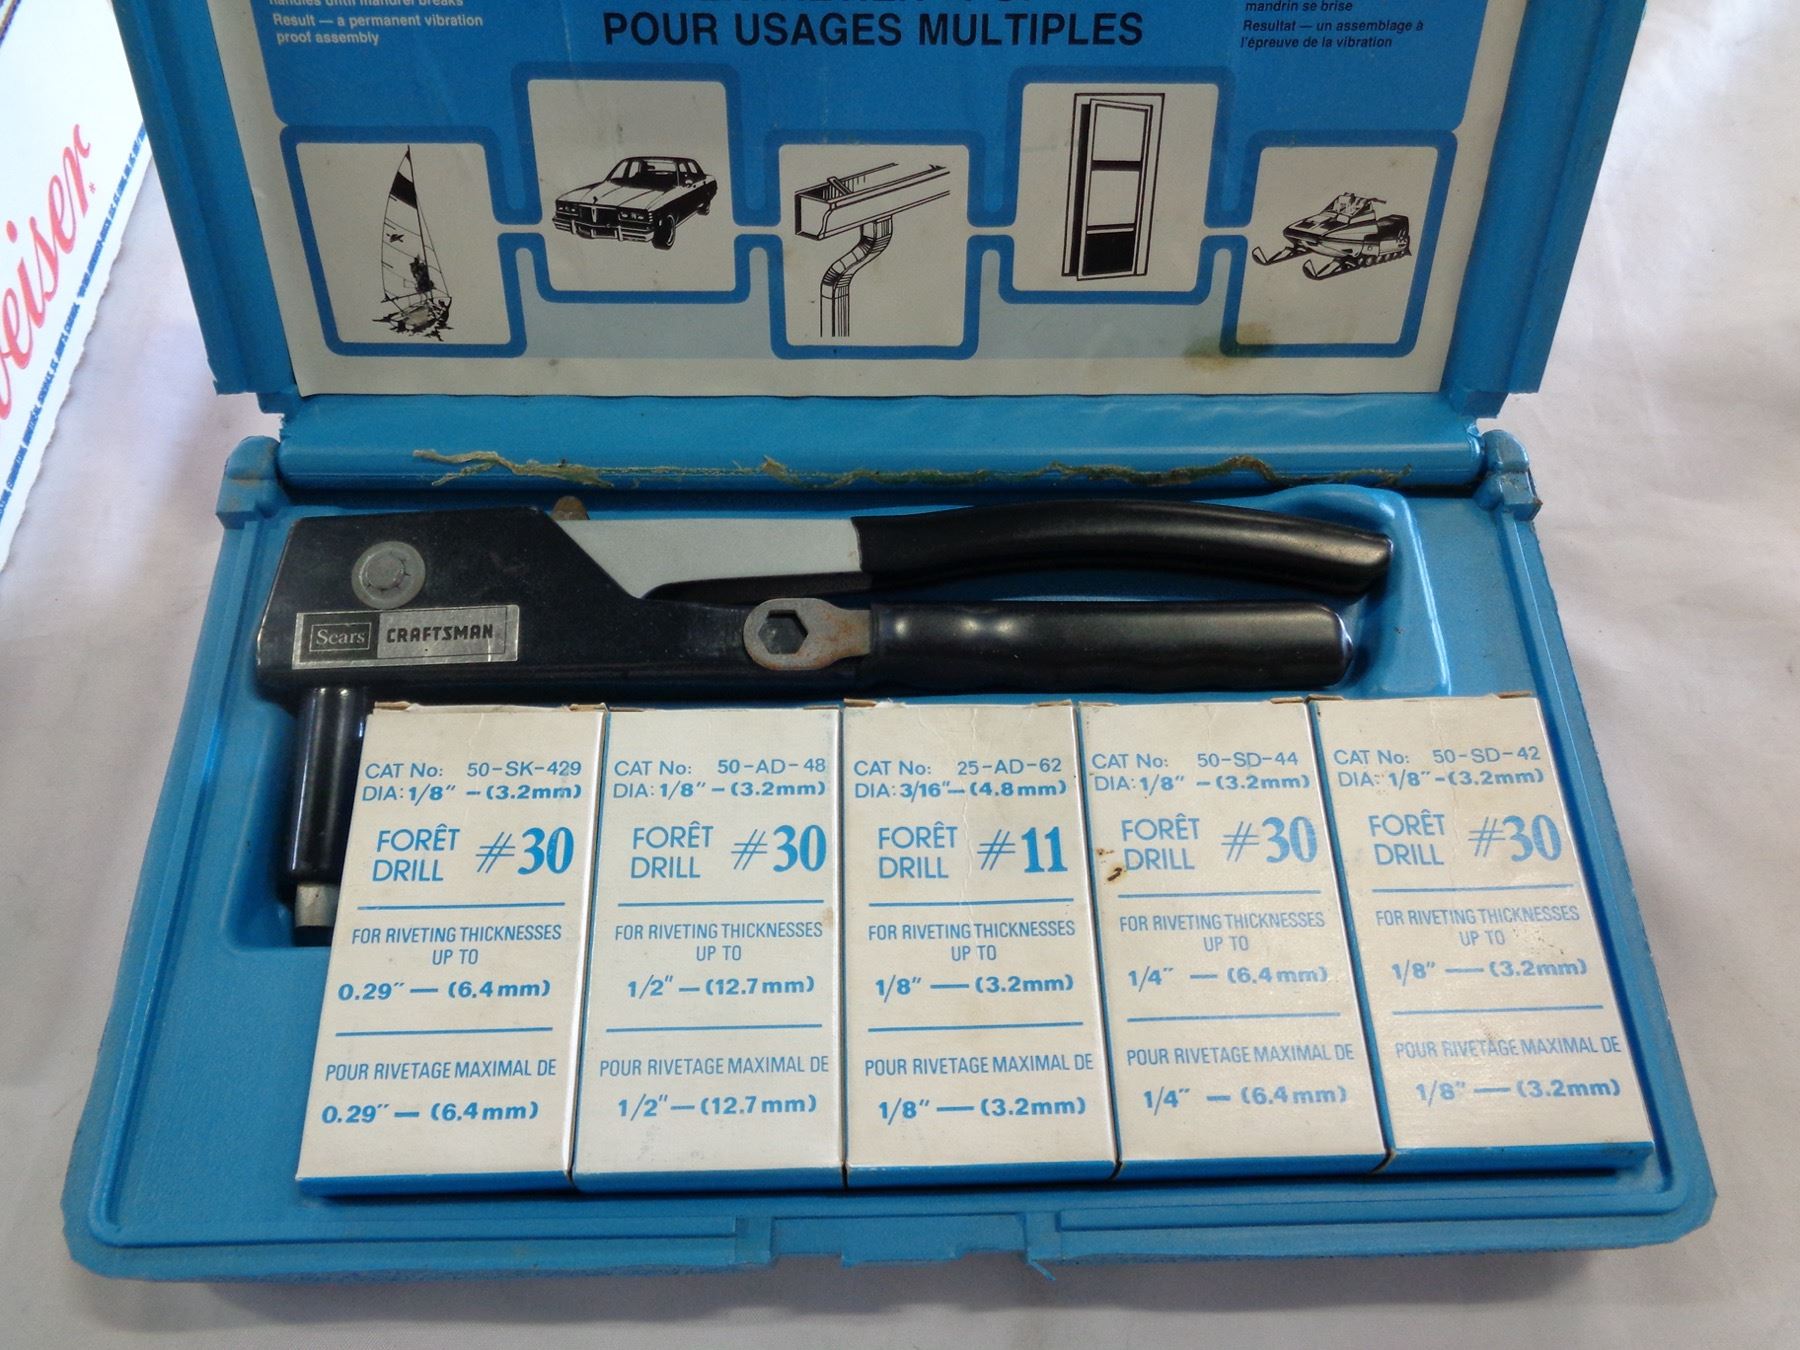 Result — a permanent vibration
proof assembly
POUR USAGES MULTIPLES
mandrin se brise
Resultat — un assemblage à
l'épreuve de la vibration
eiser
Sears CRAFTSMAN
CAT No: 50-SK-429
DIA: 1/8" - (3.2mm)
FORÊT
DRILL #30
FOR RIVETING THICKNESSES
UP TO
0.29" — (6.4mm)
POUR RIVETAGE MAXIMAL DE
0.29" — (6.4mm)
CAT No: 50-AD-48
DIA: 1/8" - (3.2mm)
FORÊT
DRILL #30
FOR RIVETING THICKNESSES
UP TO
1/2" — (12.7mm)
POUR RIVETAGE MAXIMAL DE
1/2" — (12.7mm)
CAT No: 25-AD-62
DIA: 3/16" — (4.8mm)
FORÊT
DRILL #11
FOR RIVETING THICKNESSES
UP TO
1/8" — (3.2mm)
POUR RIVETAGE MAXIMAL DE
1/8" — (3.2mm)
CAT No: 50-SD-44
DIA: 1/8" - (3.2mm)
FORÊT
DRILL #30
FOR RIVETING THICKNESSES
UP TO
1/4" — (6.4mm)
POUR RIVETAGE MAXIMAL DE
1/4" — (6.4mm)
CAT No: 50-SD-42
DIA: 1/8" - (3.2mm)
FORÊT
DRILL #30
FOR RIVETING THICKNESSES
UP TO
1/8" — (3.2mm)
POUR RIVETAGE MAXIMAL DE
1/8" — (3.2mm)